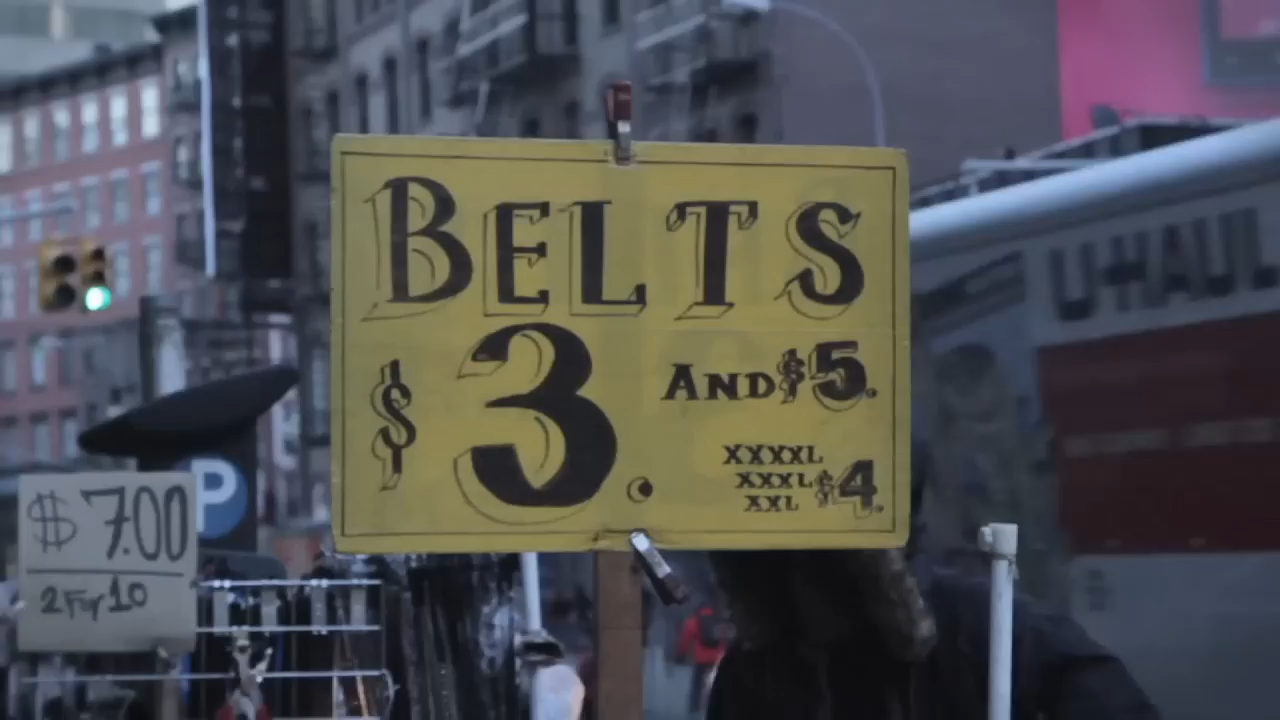 BELTS
$3.
AND $5.
XXXXL
XXXL $4.
XXL
$7.00
2 For 10
P
U-HAUL